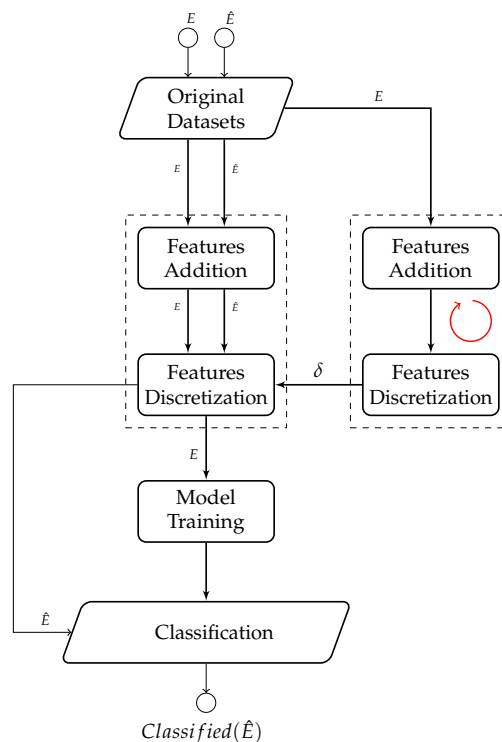 E Ê
Original
Datasets
E
E Ê
Features
Addition
Features
Addition
E Ê
Features
Discretization
δ
Features
Discretization
E
Model
Training
Ê
Classification
Classified(Ê)